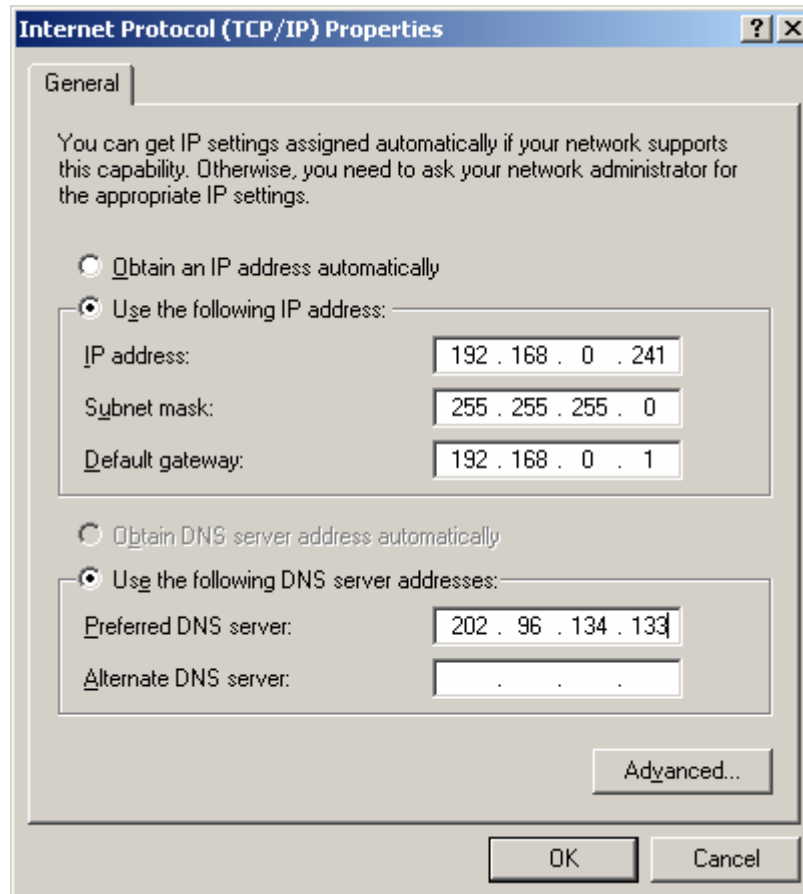 Internet Protocol (TCP/IP) Properties
General
You can get IP settings assigned automatically if your network supports
this capability. Otherwise, you need to ask your network administrator for
the appropriate IP settings.
Obtain an IP address automatically
Use the following IP address:
IP address: 192 . 168 . 0 . 241
Subnet mask: 255 . 255 . 255 . 0
Default gateway: 192 . 168 . 0 . 1
Obtain DNS server address automatically
Use the following DNS server addresses:
Preferred DNS server: 202 . 96 . 134 . 133
Alternate DNS server: . . .
Advanced...
OK Cancel